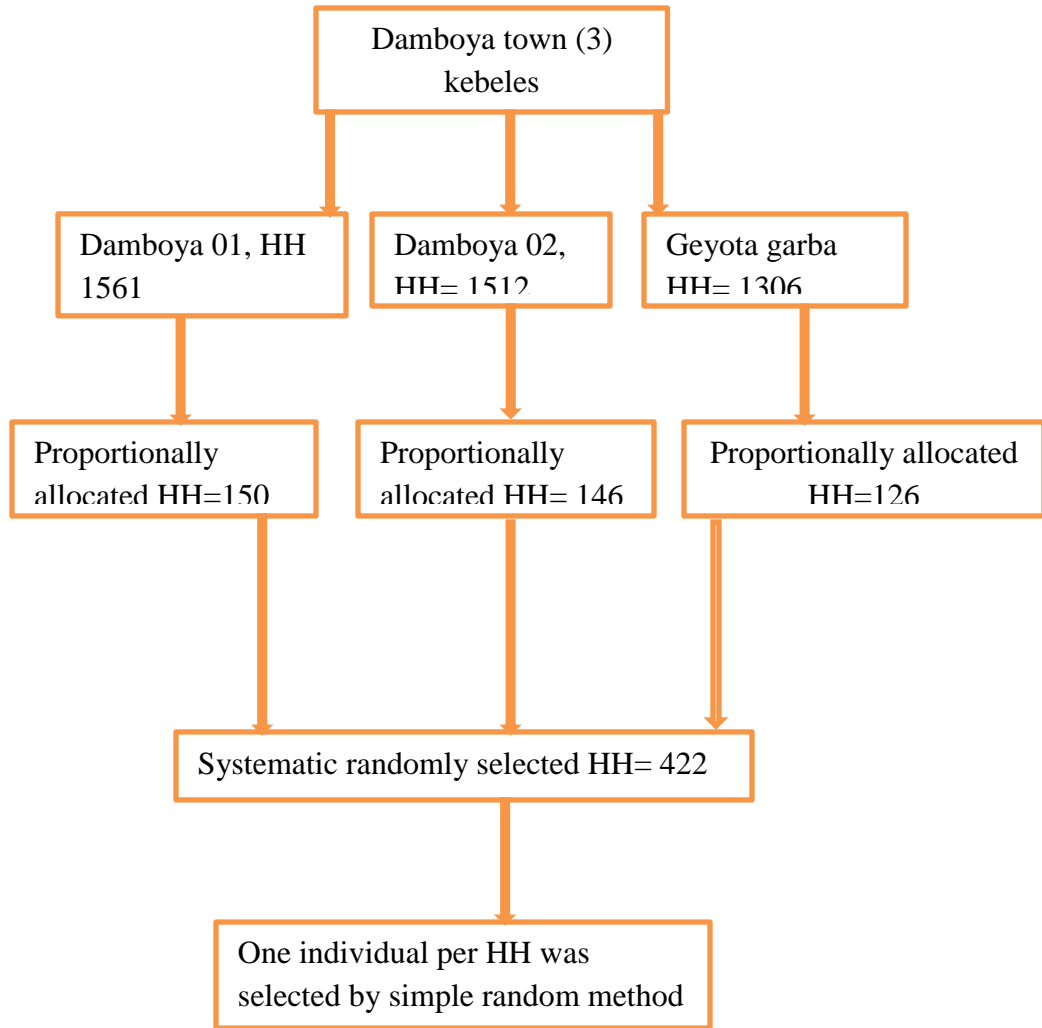 Damboya town (3)
kebeles
Damboya 01, HH
1561
Damboya 02,
HH= 1512
Geyota garba
HH= 1306
Proportionally
allocated HH=150
Proportionally
allocated HH= 146
Proportionally allocated
HH=126
Systematic randomly selected HH= 422
One individual per HH was
selected by simple random method